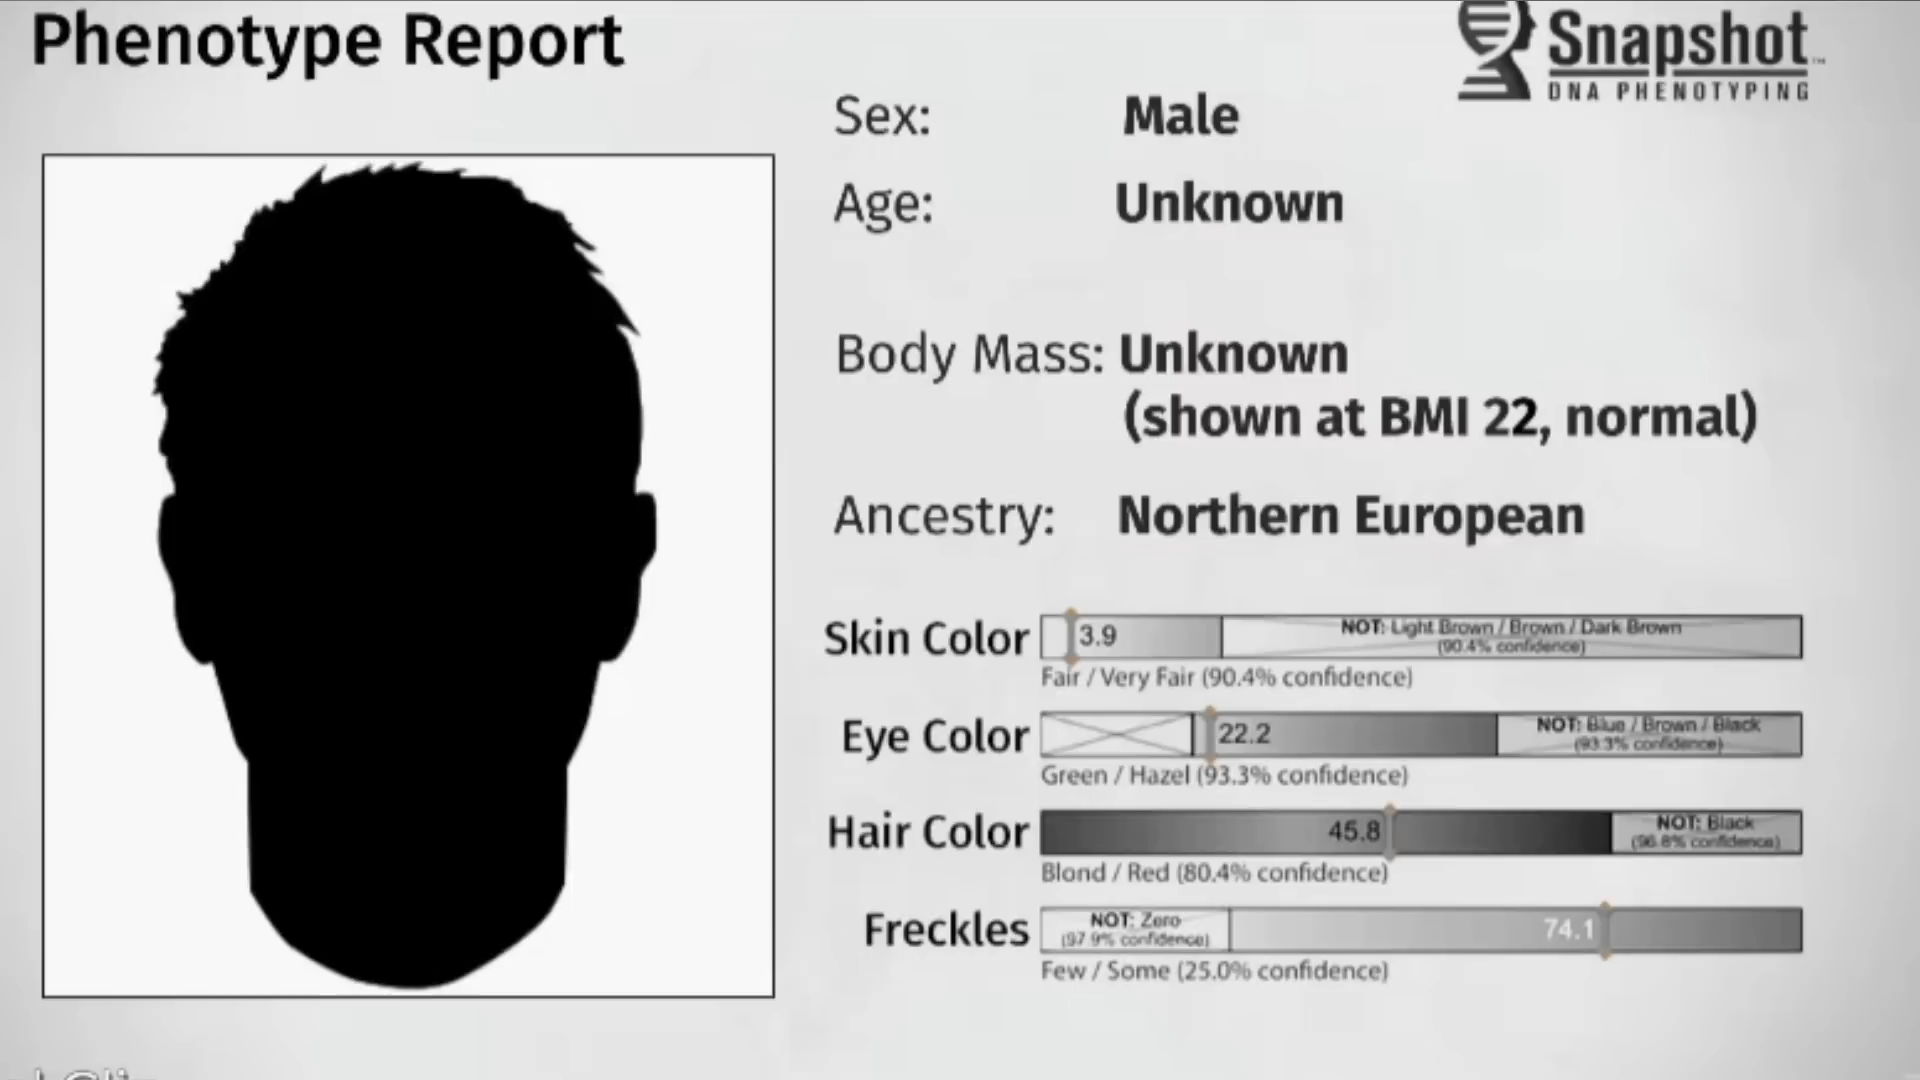 Phenotype Report
Snapshot™
DNA PHENOTYPING
Sex: Male
Age: Unknown
Body Mass: Unknown
(shown at BMI 22, normal)
Ancestry: Northern European
Skin Color
3.9
NOT: Light Brown / Brown / Dark Brown
(90.4% confidence)
Fair / Very Fair (90.4% confidence)
Eye Color
22.2
NOT: Blue / Brown / Black
(93.3% confidence)
Green / Hazel (93.3% confidence)
Hair Color
45.8
NOT: Black
(96.8% confidence)
Blond / Red (80.4% confidence)
Freckles
NOT: Zero
(97.9% confidence)
74.1
Few / Some (25.0% confidence)